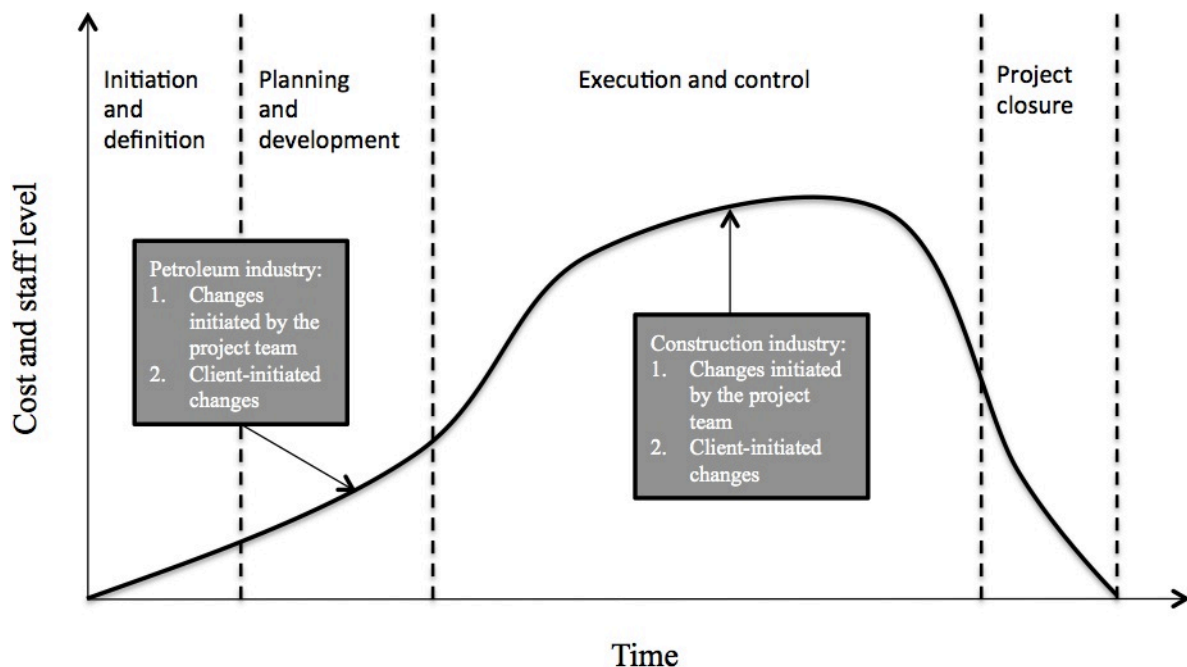 Initiation
and
definition
Planning
and
development
Execution and control
Project
closure
Cost and staff level
Petroleum industry:
1. Changes
initiated by the
project team
2. Client-initiated
changes
Construction industry:
1. Changes initiated
by the project
team
2. Client-initiated
changes
Time